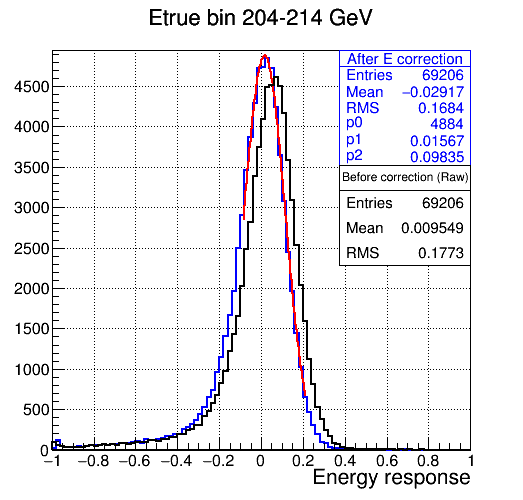 Etrue bin 204-214 GeV
After E correction
Entries 69206
Mean −0.02917
RMS 0.1684
p0 4884
p1 0.01567
p2 0.09835
Before correction (Raw)
Entries 69206
Mean 0.009549
RMS 0.1773
4500
4000
3500
3000
2500
2000
1500
1000
500
0
−1 −0.8 −0.6 −0.4 −0.2 0 0.2 0.4 0.6 0.8 1
Energy response